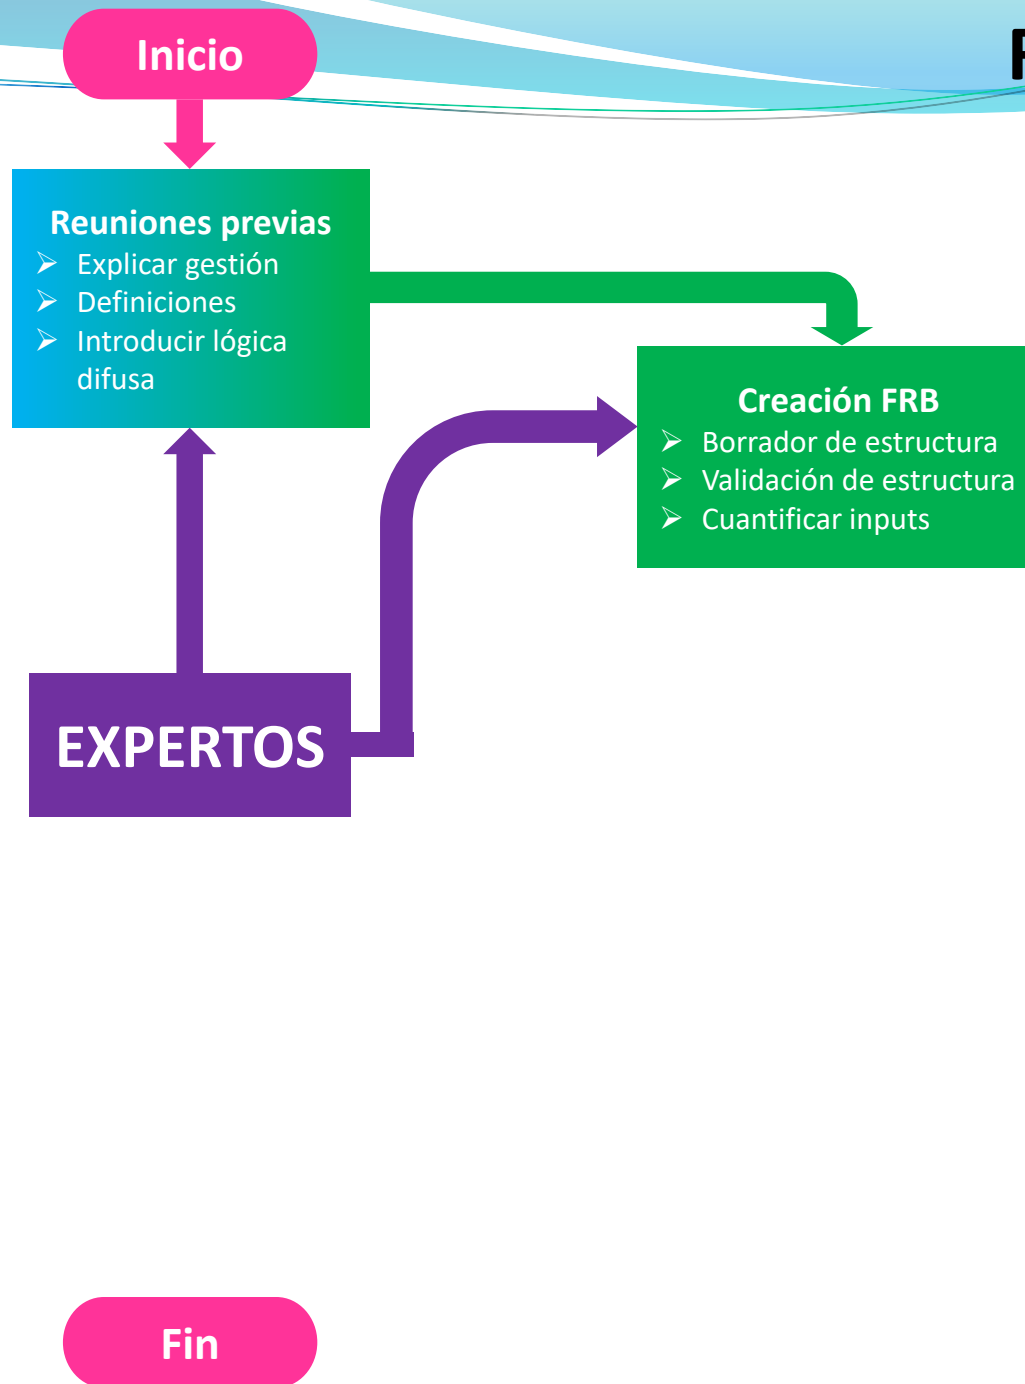 Inicio
Reuniones previas
➢ Explicar gestión
➢ Definiciones
➢ Introducir lógica
difusa
Creación FRB
➢ Borrador de estructura
➢ Validación de estructura
➢ Cuantificar inputs
EXPERTOS
Fin